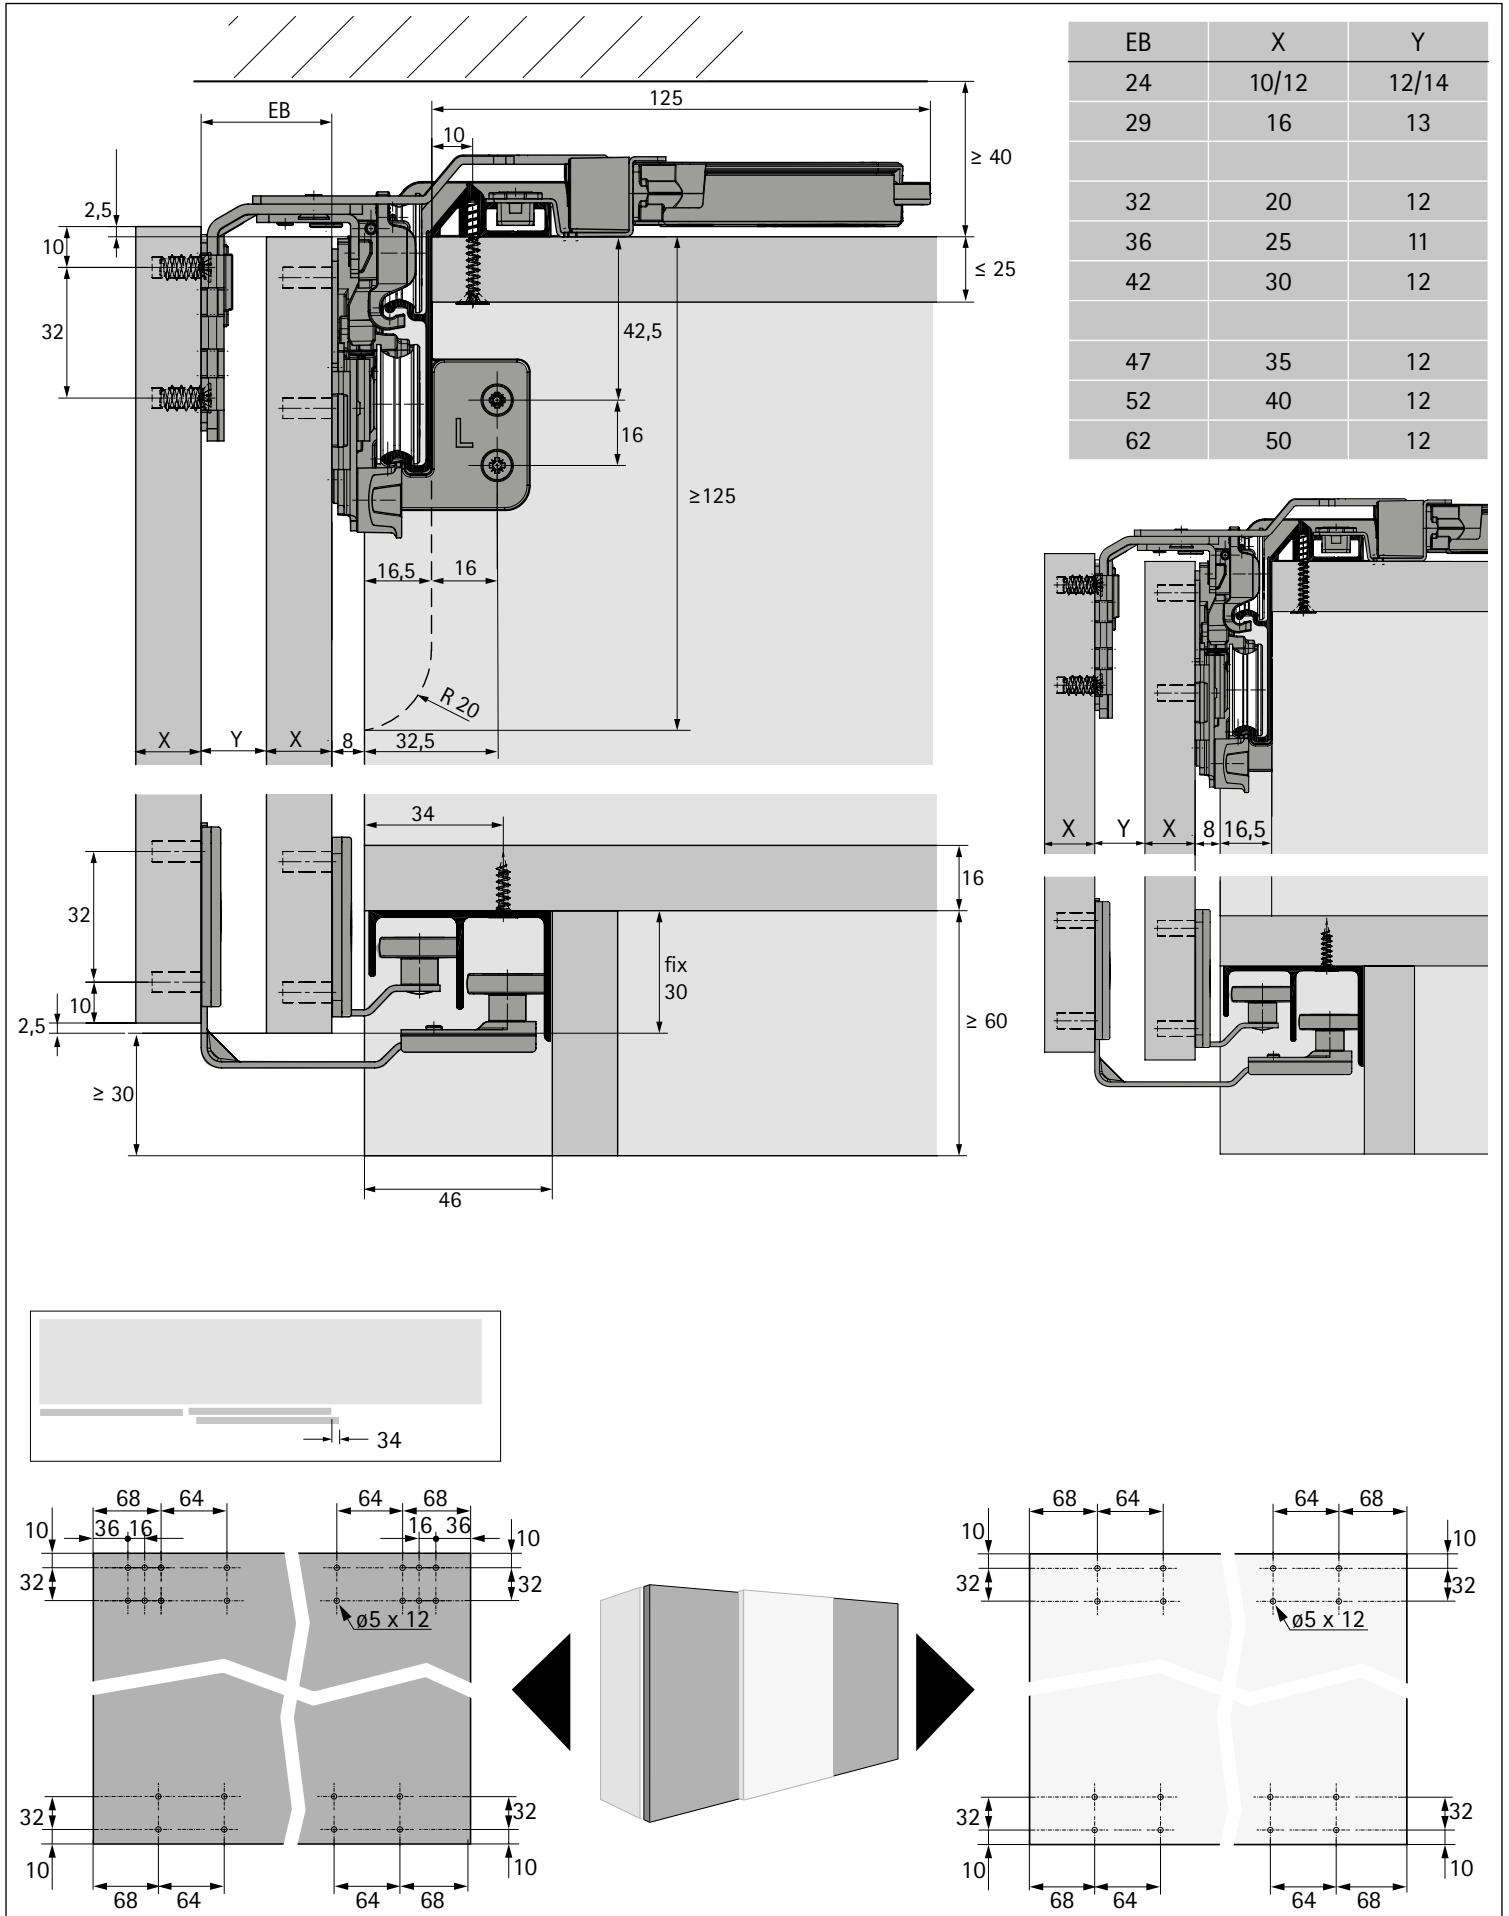 EB X Y
24 10/12 12/14
29 16 13
32 20 12
36 25 11
42 30 12
47 35 12
52 40 12
62 50 12
125
EB
10
≥ 40
2,5
10
≤ 25
32
42,5
L
16
≥125
16,5 16
R 20
X Y X 8 32,5
X Y X 8 16,5
34
16
32
fix
30
10
2,5
≥ 60
≥ 30
46
34
68 64 64 68
36 16 16 36
10 10
32 32
ø5 x 12
32 32
10 10
68 64 64 68
68 64 64 68
10 10
32 32
ø5 x 12
32 32
10 10
68 64 64 68